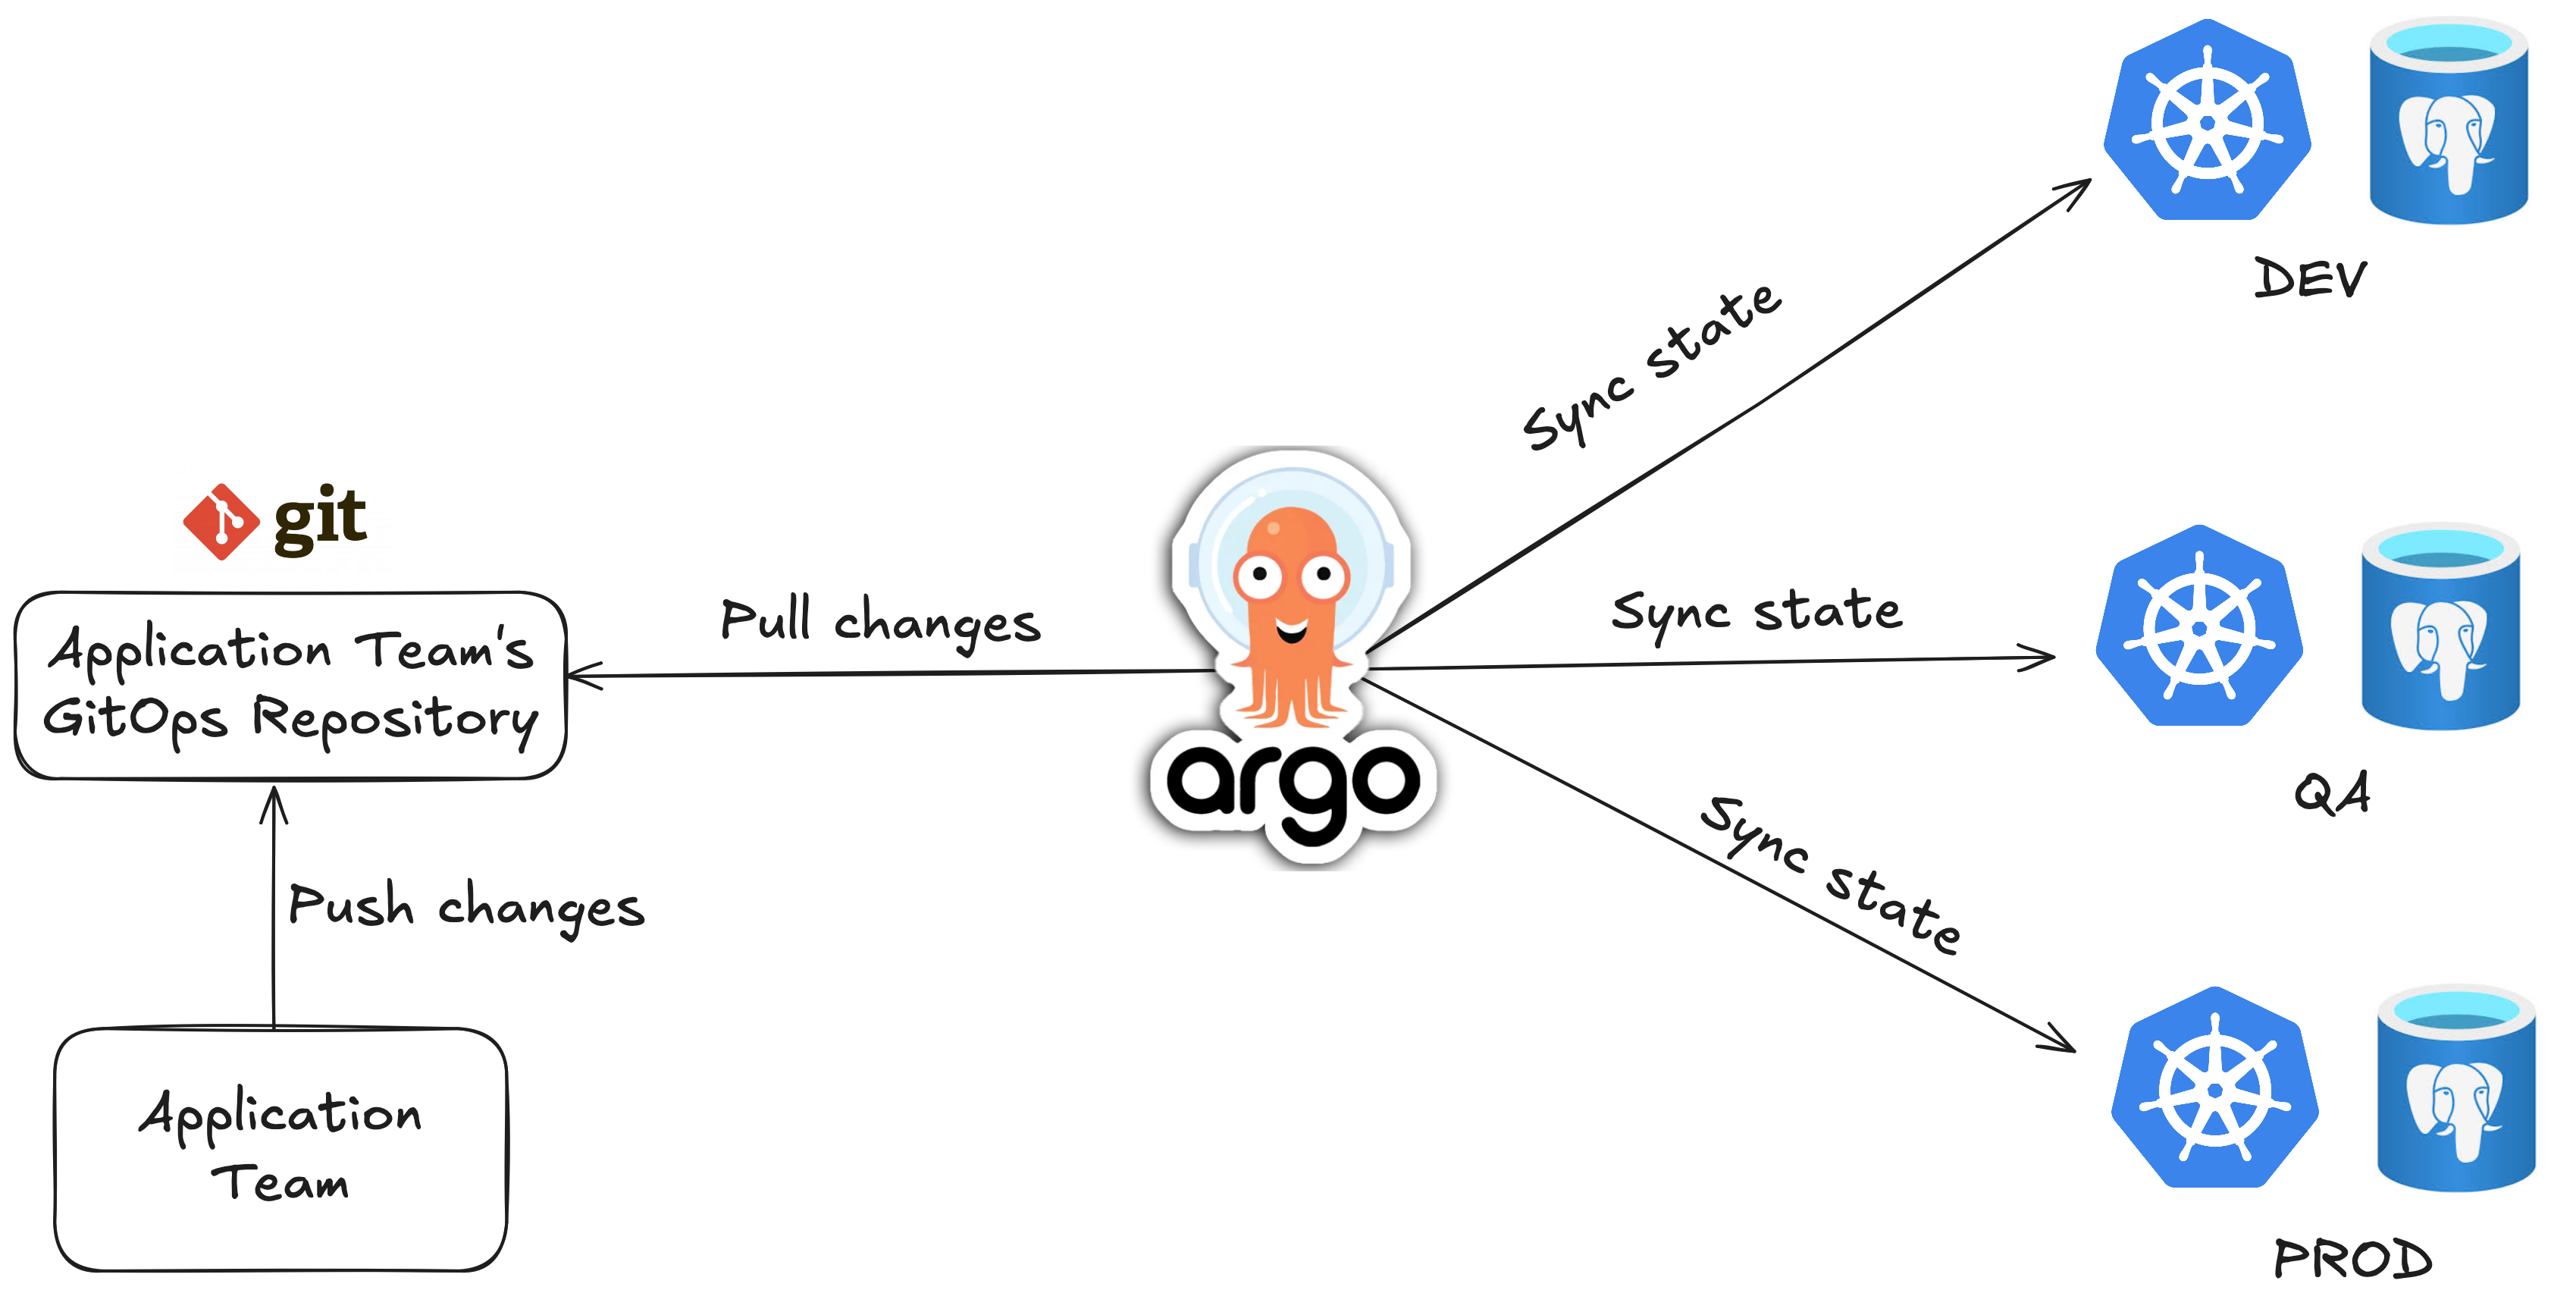 git
Application Team's
GitOps Repository
Push changes
Application
Team
Pull changes
argo
Sync state
Sync state
Sync state
DEV
QA
PROD